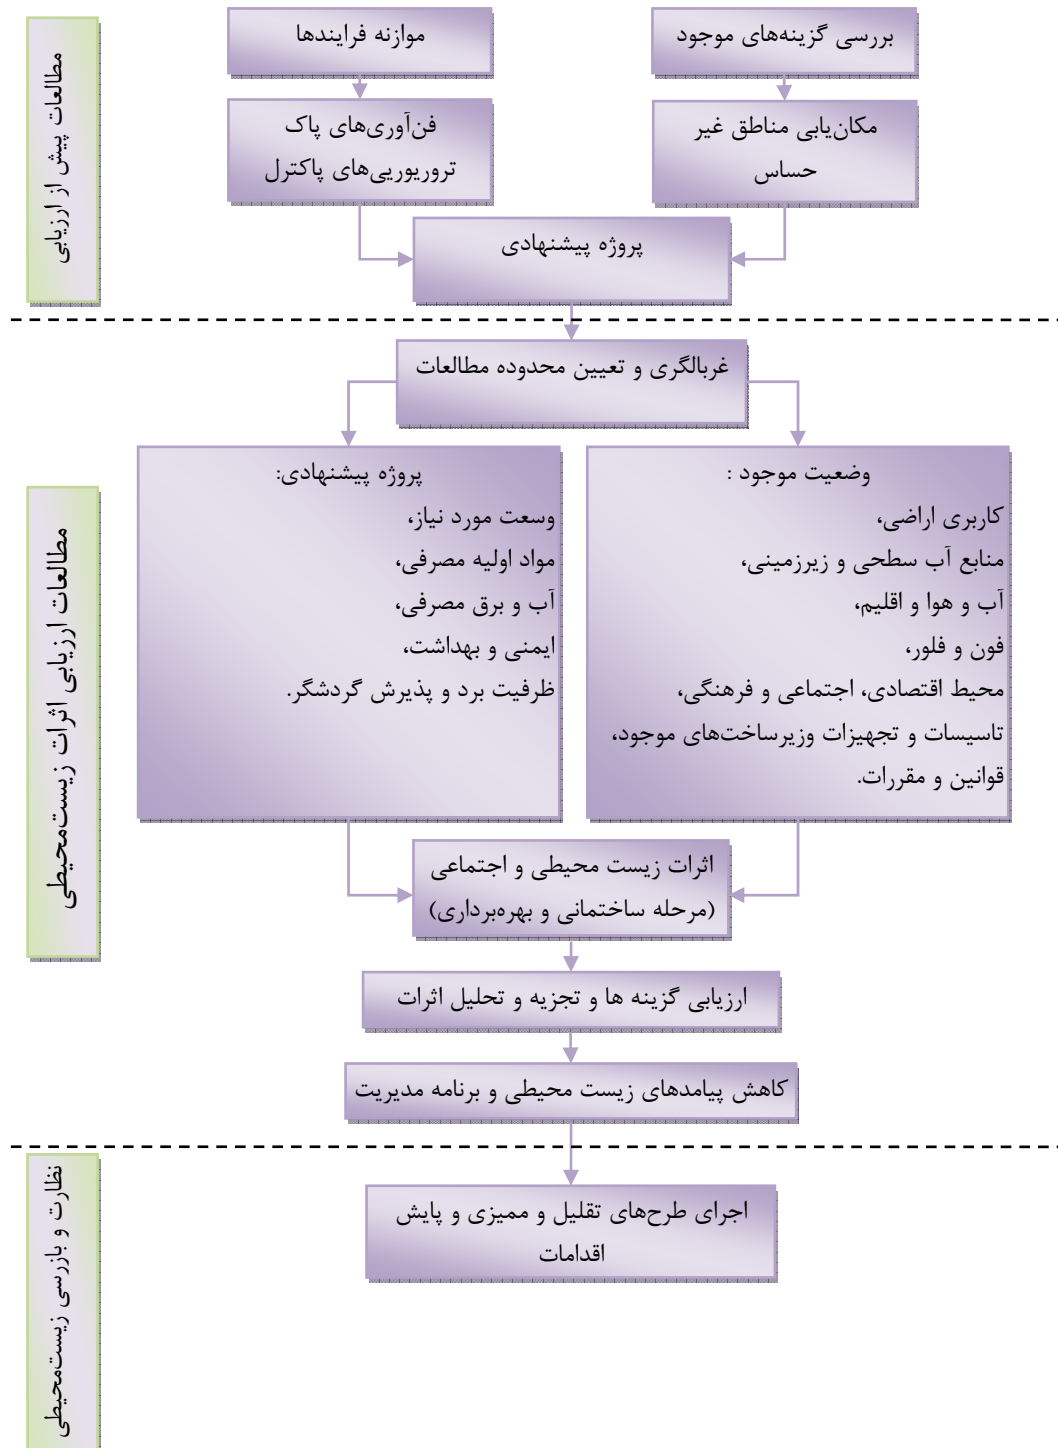 مطالعات پیش از ارزیابی
بررسی گزینه‌های موجود
موازنه فرایندها
مکان‌یابی مناطق غیر
حساس
فن‌آوری‌های پاک
تروریوریی‌های پاکترل
پروژه پیشنهادی
مطالعات ارزیابی اثرات زیست‌محیطی
غربالگری و تعیین محدوده مطالعات
وضعیت موجود :
کاربری اراضی،
منابع آب سطحی و زیرزمینی،
آب و هوا و اقلیم،
فون و فلور،
محیط اقتصادی، اجتماعی و فرهنگی،
تاسیسات و تجهیزات وزیرساخت‌های موجود،
قوانین و مقررات.
پروژه پیشنهادی:
وسعت مورد نیاز،
مواد اولیه مصرفی،
آب و برق مصرفی،
ایمنی و بهداشت،
ظرفیت برد و پذیرش گردشگر.
اثرات زیست محیطی و اجتماعی
(مرحله ساختمانی و بهره‌برداری)
ارزیابی گزینه ها و تجزیه و تحلیل اثرات
کاهش پیامدهای زیست محیطی و برنامه مدیریت
نظارت و بازرسی زیست‌محیطی
اجرای طرح‌های تقلیل و ممیزی و پایش
اقدامات